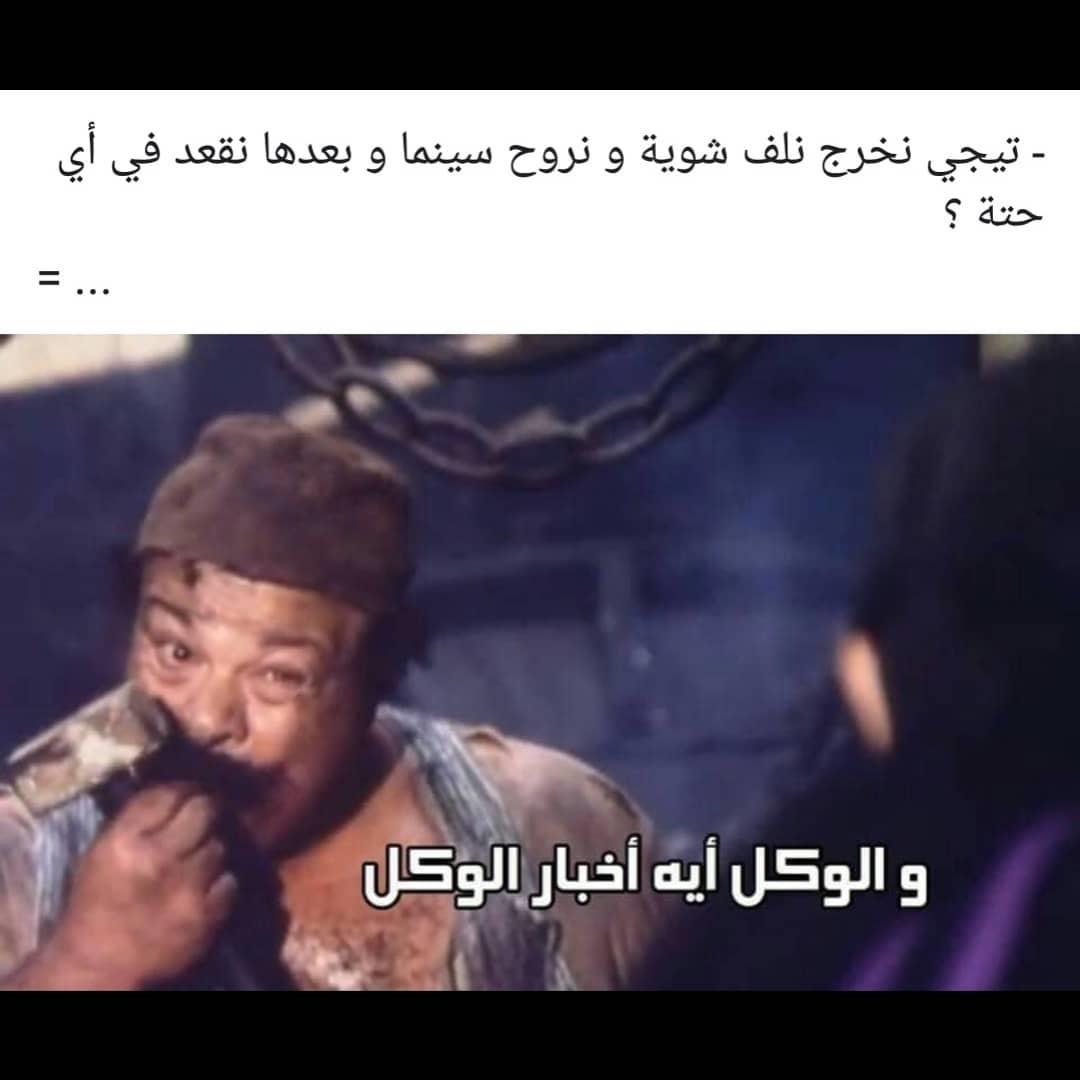 - تيجي نخرج نلف شوية و نروح سينما و بعدها نقعد في أي
حتة ؟
= ...
و الوكل أيه أخبار الوكل